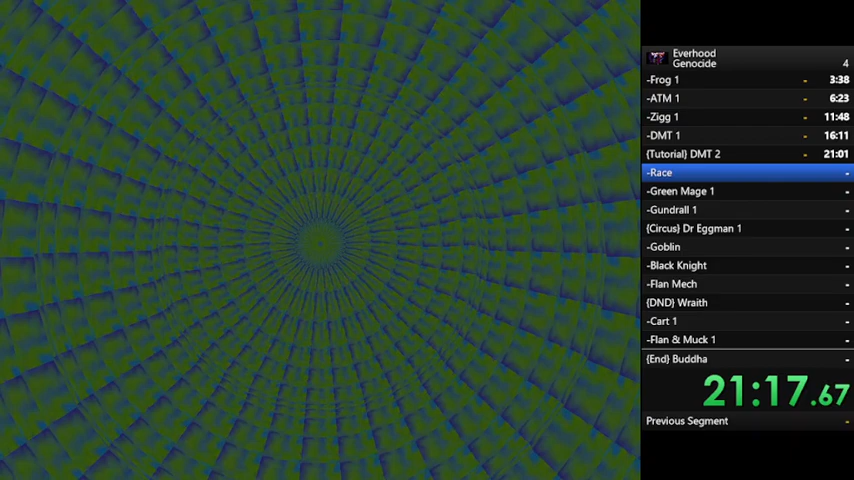 Everhood
Genocide 4
-Frog 1 - 3:38
-ATM 1 - 6:23
-Zigg 1 - 11:48
-DMT 1 - 16:11
{Tutorial} DMT 2 - 21:01
-Race -
-Green Mage 1 -
-Gundrall 1 -
{Circus} Dr Eggman 1 -
-Goblin -
-Black Knight -
-Flan Mech -
{DND} Wraith -
-Cart 1 -
-Flan & Muck 1 -
{End} Buddha -
21:17.67
Previous Segment -